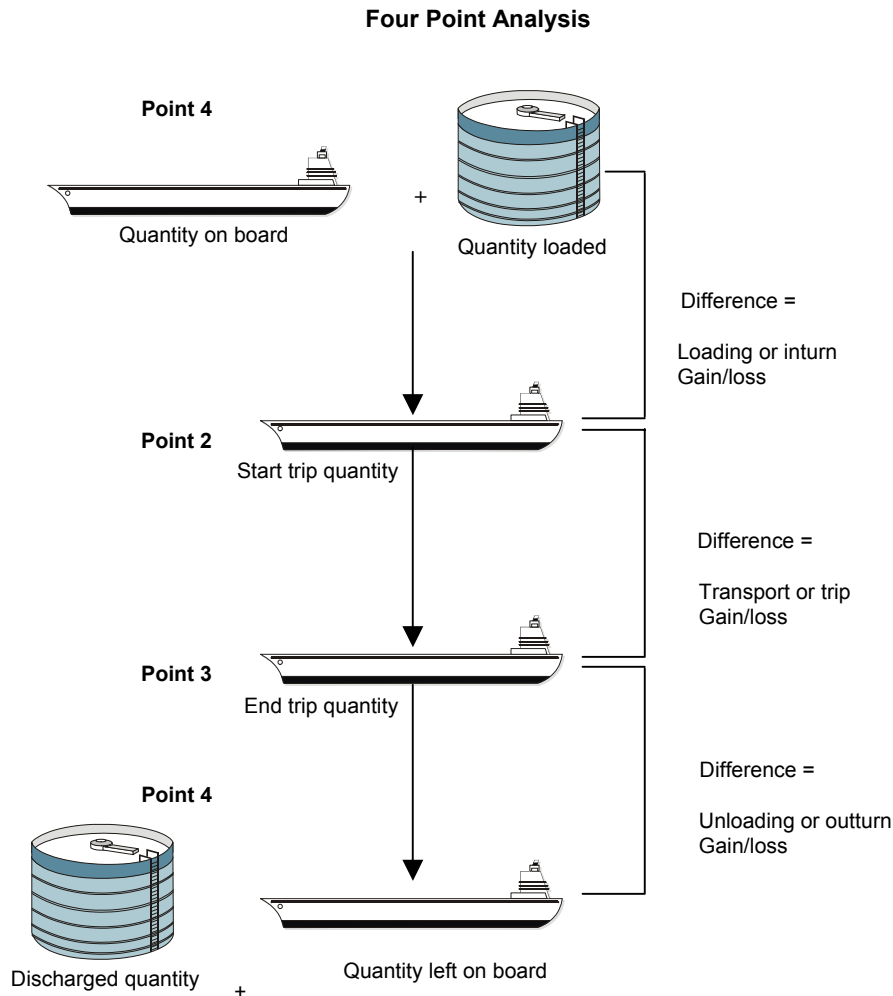 Four Point Analysis
Point 4
+
Quantity on board
Quantity loaded
Difference =
Loading or inturn
Gain/loss
Point 2
Start trip quantity
Difference =
Transport or trip
Gain/loss
Point 3
End trip quantity
Difference =
Unloading or outturn
Gain/loss
Point 4
Discharged quantity
+
Quantity left on board